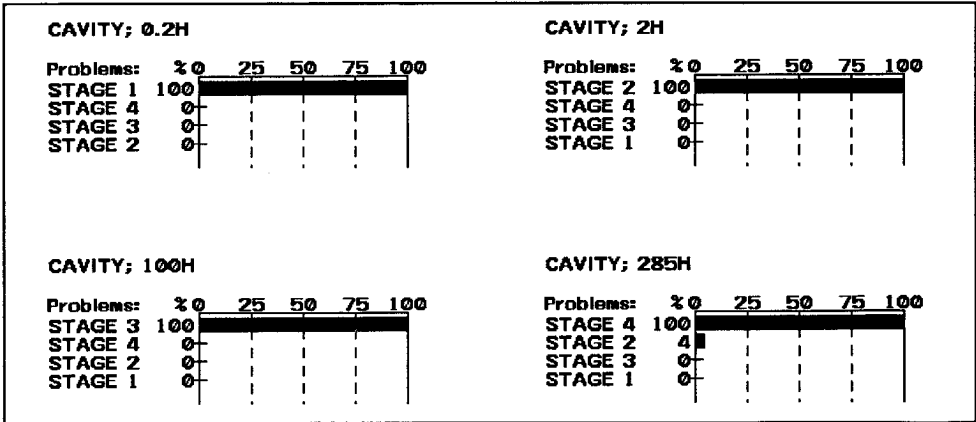 CAVITY; 0.2H
Problems: % 0 25 50 75 100
STAGE 1 100
STAGE 4 0
STAGE 3 0
STAGE 2 0
CAVITY; 2H
Problems: % 0 25 50 75 100
STAGE 2 100
STAGE 4 0
STAGE 3 0
STAGE 1 0
CAVITY; 100H
Problems: % 0 25 50 75 100
STAGE 3 100
STAGE 4 0
STAGE 2 0
STAGE 1 0
CAVITY; 285H
Problems: % 0 25 50 75 100
STAGE 4 100
STAGE 2 4
STAGE 3 0
STAGE 1 0